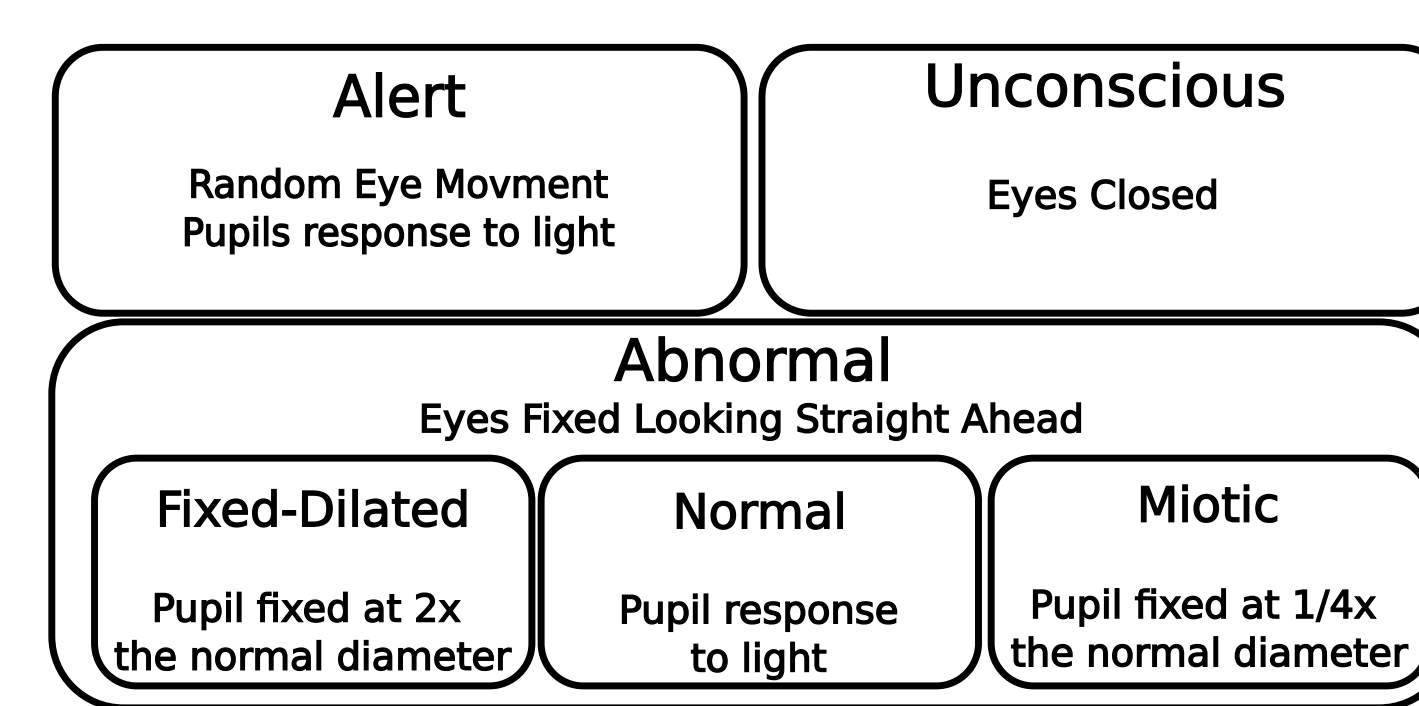 Alert
Random Eye Movment
Pupils response to light
Unconscious
Eyes Closed
Abnormal
Eyes Fixed Looking Straight Ahead
Fixed-Dilated
Pupil fixed at 2x
the normal diameter
Normal
Pupil response
to light
Miotic
Pupil fixed at 1/4x
the normal diameter